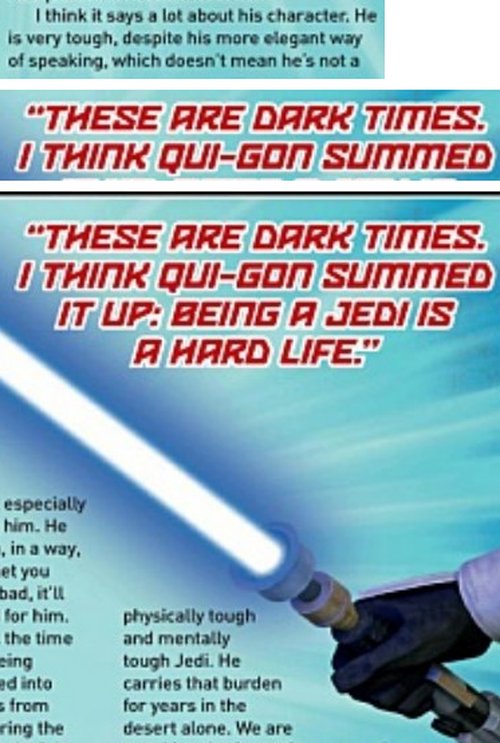 I think it says a lot about his character. He
is very tough, despite his more elegant way
of speaking, which doesn't mean he's not a
"THESE ARE DARK TIMES.
I THINK QUI-GON SUMMED
"THESE ARE DARK TIMES.
I THINK QUI-GON SUMMED
IT UP: BEING A JEDI IS
A HARD LIFE."
especially
him. He
, in a way,
et you
bad, it'll
for him.
the time
eing
ed into
s from
ring the
physically tough
and mentally
tough Jedi. He
carries that burden
for years in the
desert alone. We are